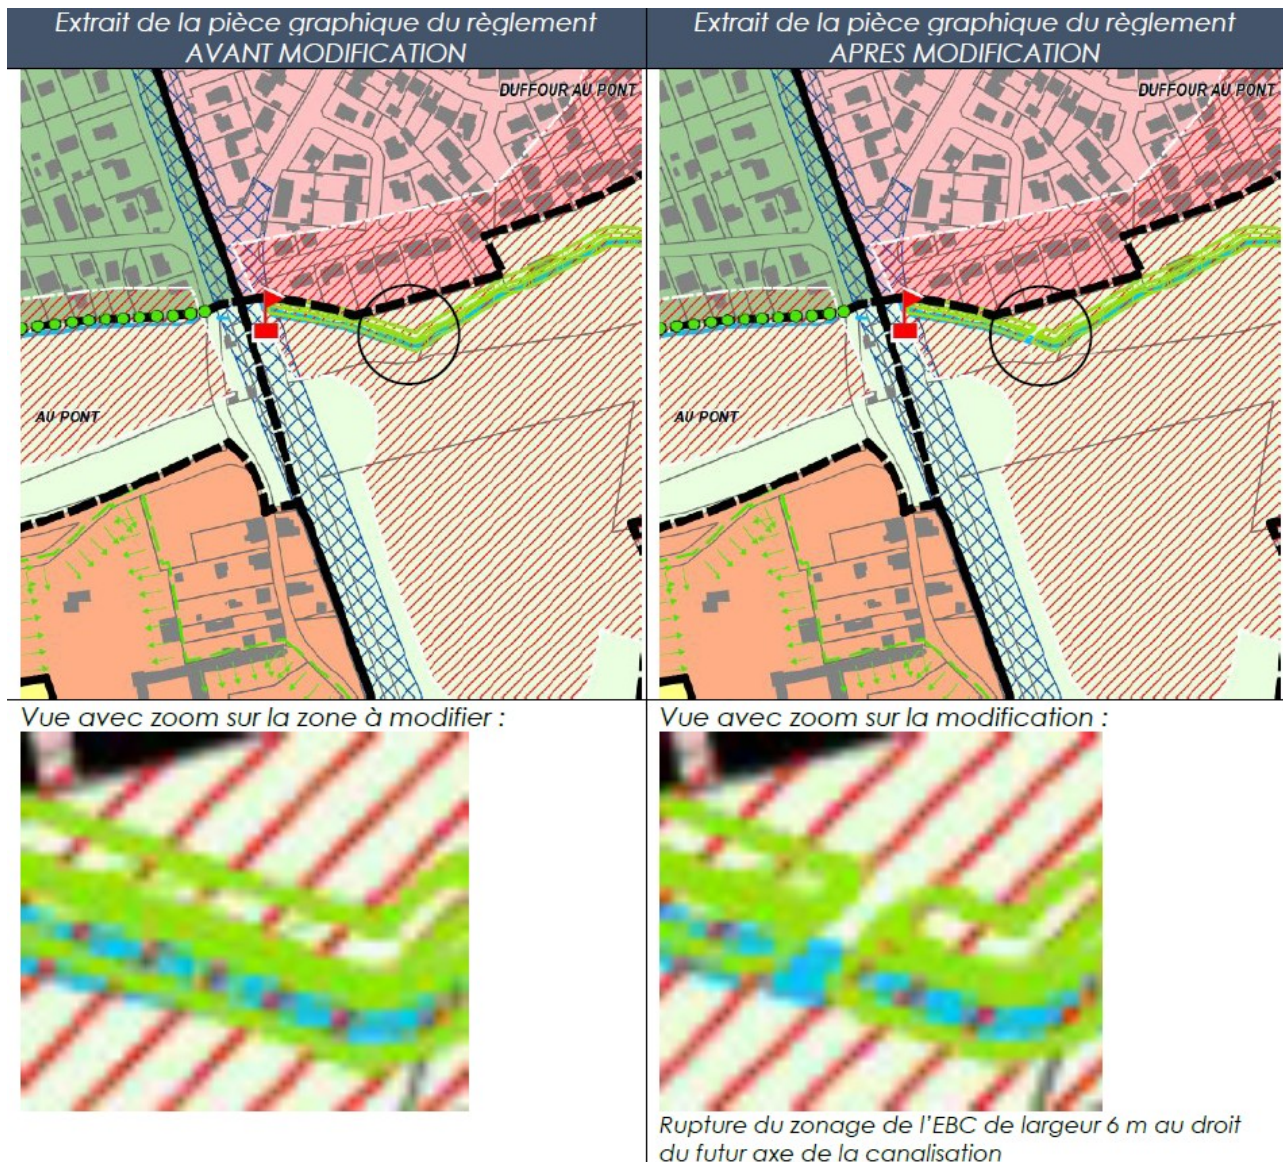 Extrait de la pièce graphique du règlement
AVANT MODIFICATION
Extrait de la pièce graphique du règlement
APRES MODIFICATION
DUFFOUR AU PONT
AU PONT
DUFFOUR AU PONT
AU PONT
Vue avec zoom sur la zone à modifier :
Vue avec zoom sur la modification :
Rupture du zonage de l'EBC de largeur 6 m au droit
du futur axe de la canalisation